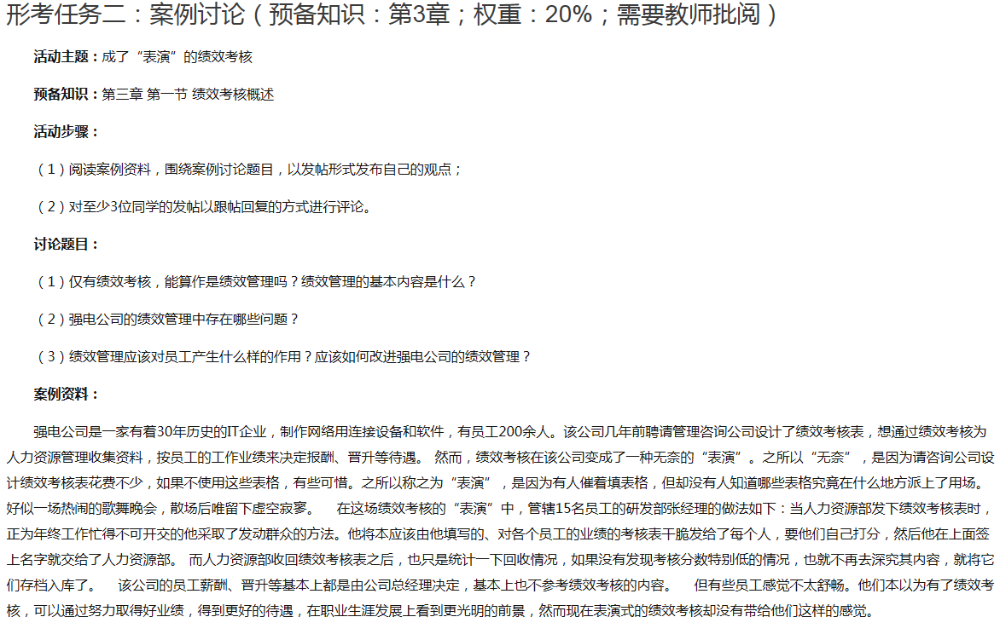 形考任务二：案例讨论（预备知识：第3章；权重：20%；需要教师批阅）
活动主题：成了“表演”的绩效考核
预备知识：第三章 第一节 绩效考核概述
活动步骤：
（1）阅读案例资料，围绕案例讨论题目，以发帖形式发布自己的观点；
（2）对至少3位同学的发帖以跟帖回复的方式进行评论。
讨论题目：
（1）仅有绩效考核，能算作是绩效管理吗？绩效管理的基本内容是什么？
（2）强电公司的绩效管理中存在哪些问题？
（3）绩效管理应该对员工产生什么样的作用？应该如何改进强电公司的绩效管理？
案例资料：
强电公司是一家有着30年历史的IT企业，制作网络用连接设备和软件，有员工200余人。该公司几年前聘请管理咨询公司设计了绩效考核表，想通过绩效考核为
人力资源管理收集资料，按员工的工作业绩来决定报酬、晋升等待遇。 然而，绩效考核在该公司变成了一种无奈的“表演”。之所以“无奈”，是因为请咨询公司设
计绩效考核表花费不少，如果不使用这些表格，有些可惜。之所以称之为“表演”，是因为有人催着填表格，但却没有人知道哪些表格究竟在什么地方派上了用场。
好似一场热闹的歌舞晚会，散场后唯留下虚空寂寥。 在这场绩效考核的“表演”中，管辖15名员工的研发部张经理的做法如下：当人力资源部发下绩效考核表时，
正为年终工作忙得不可开交的他采取了发动群众的方法。他将本应该由他填写的、对各个员工的业绩的考核表干脆发给了每个人，要他们自己打分，然后他在上面签
上名字就交给了人力资源部。 而人力资源部收回绩效考核表之后，也只是统计一下回收情况，如果没有发现考核分数特别低的情况，也就不再去深究其内容，就将它
们存档入库了。 该公司的员工薪酬、晋升等基本上都是由公司总经理决定，基本上也不参考绩效考核的内容。 但有些员工感觉不太舒畅。他们本以为有了绩效考
核，可以通过努力取得好业绩，得到更好的待遇，在职业生涯发展上看到更光明的前景，然而现在表演式的绩效考核却没有带给他们这样的感觉。